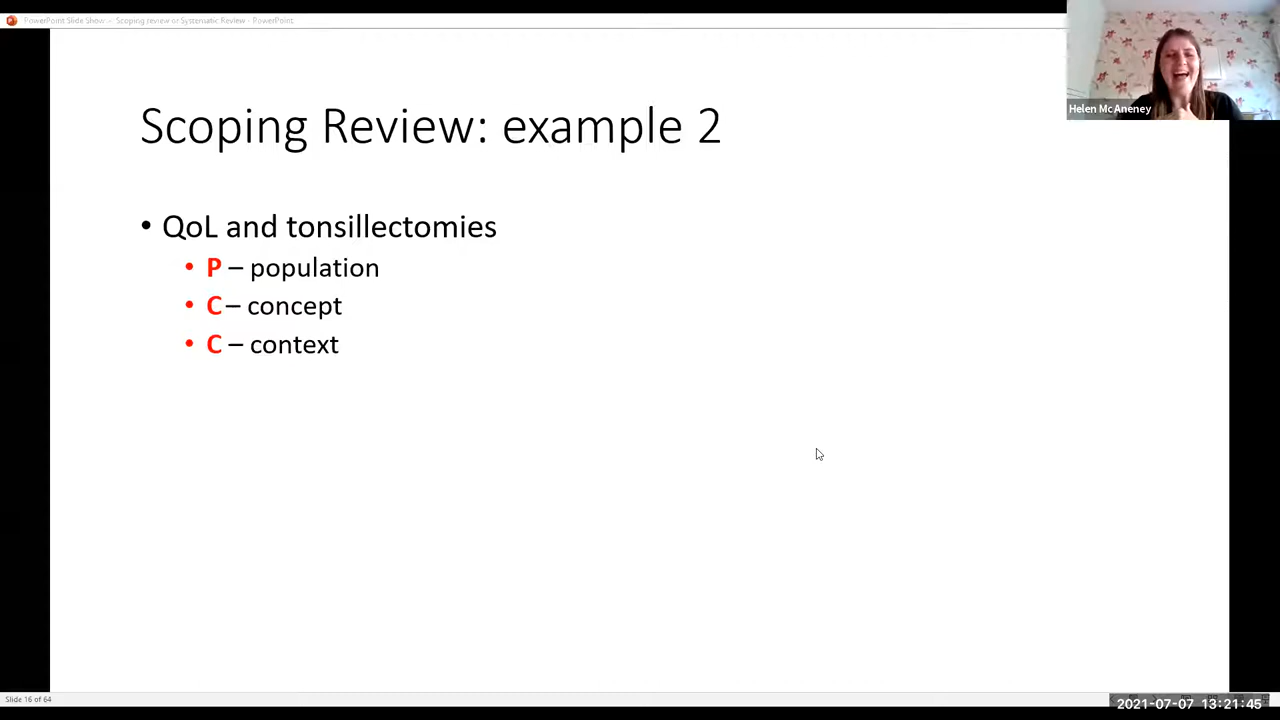 PowerPoint Slide Show - Scoping review or Systematic Review - PowerPoint
Helen Mc Aneney
Scoping Review: example 2
• QoL and tonsillectomies
• P – population
• C – concept
• C – context
Slide 16 of 64
2021-07-07 13:21:45